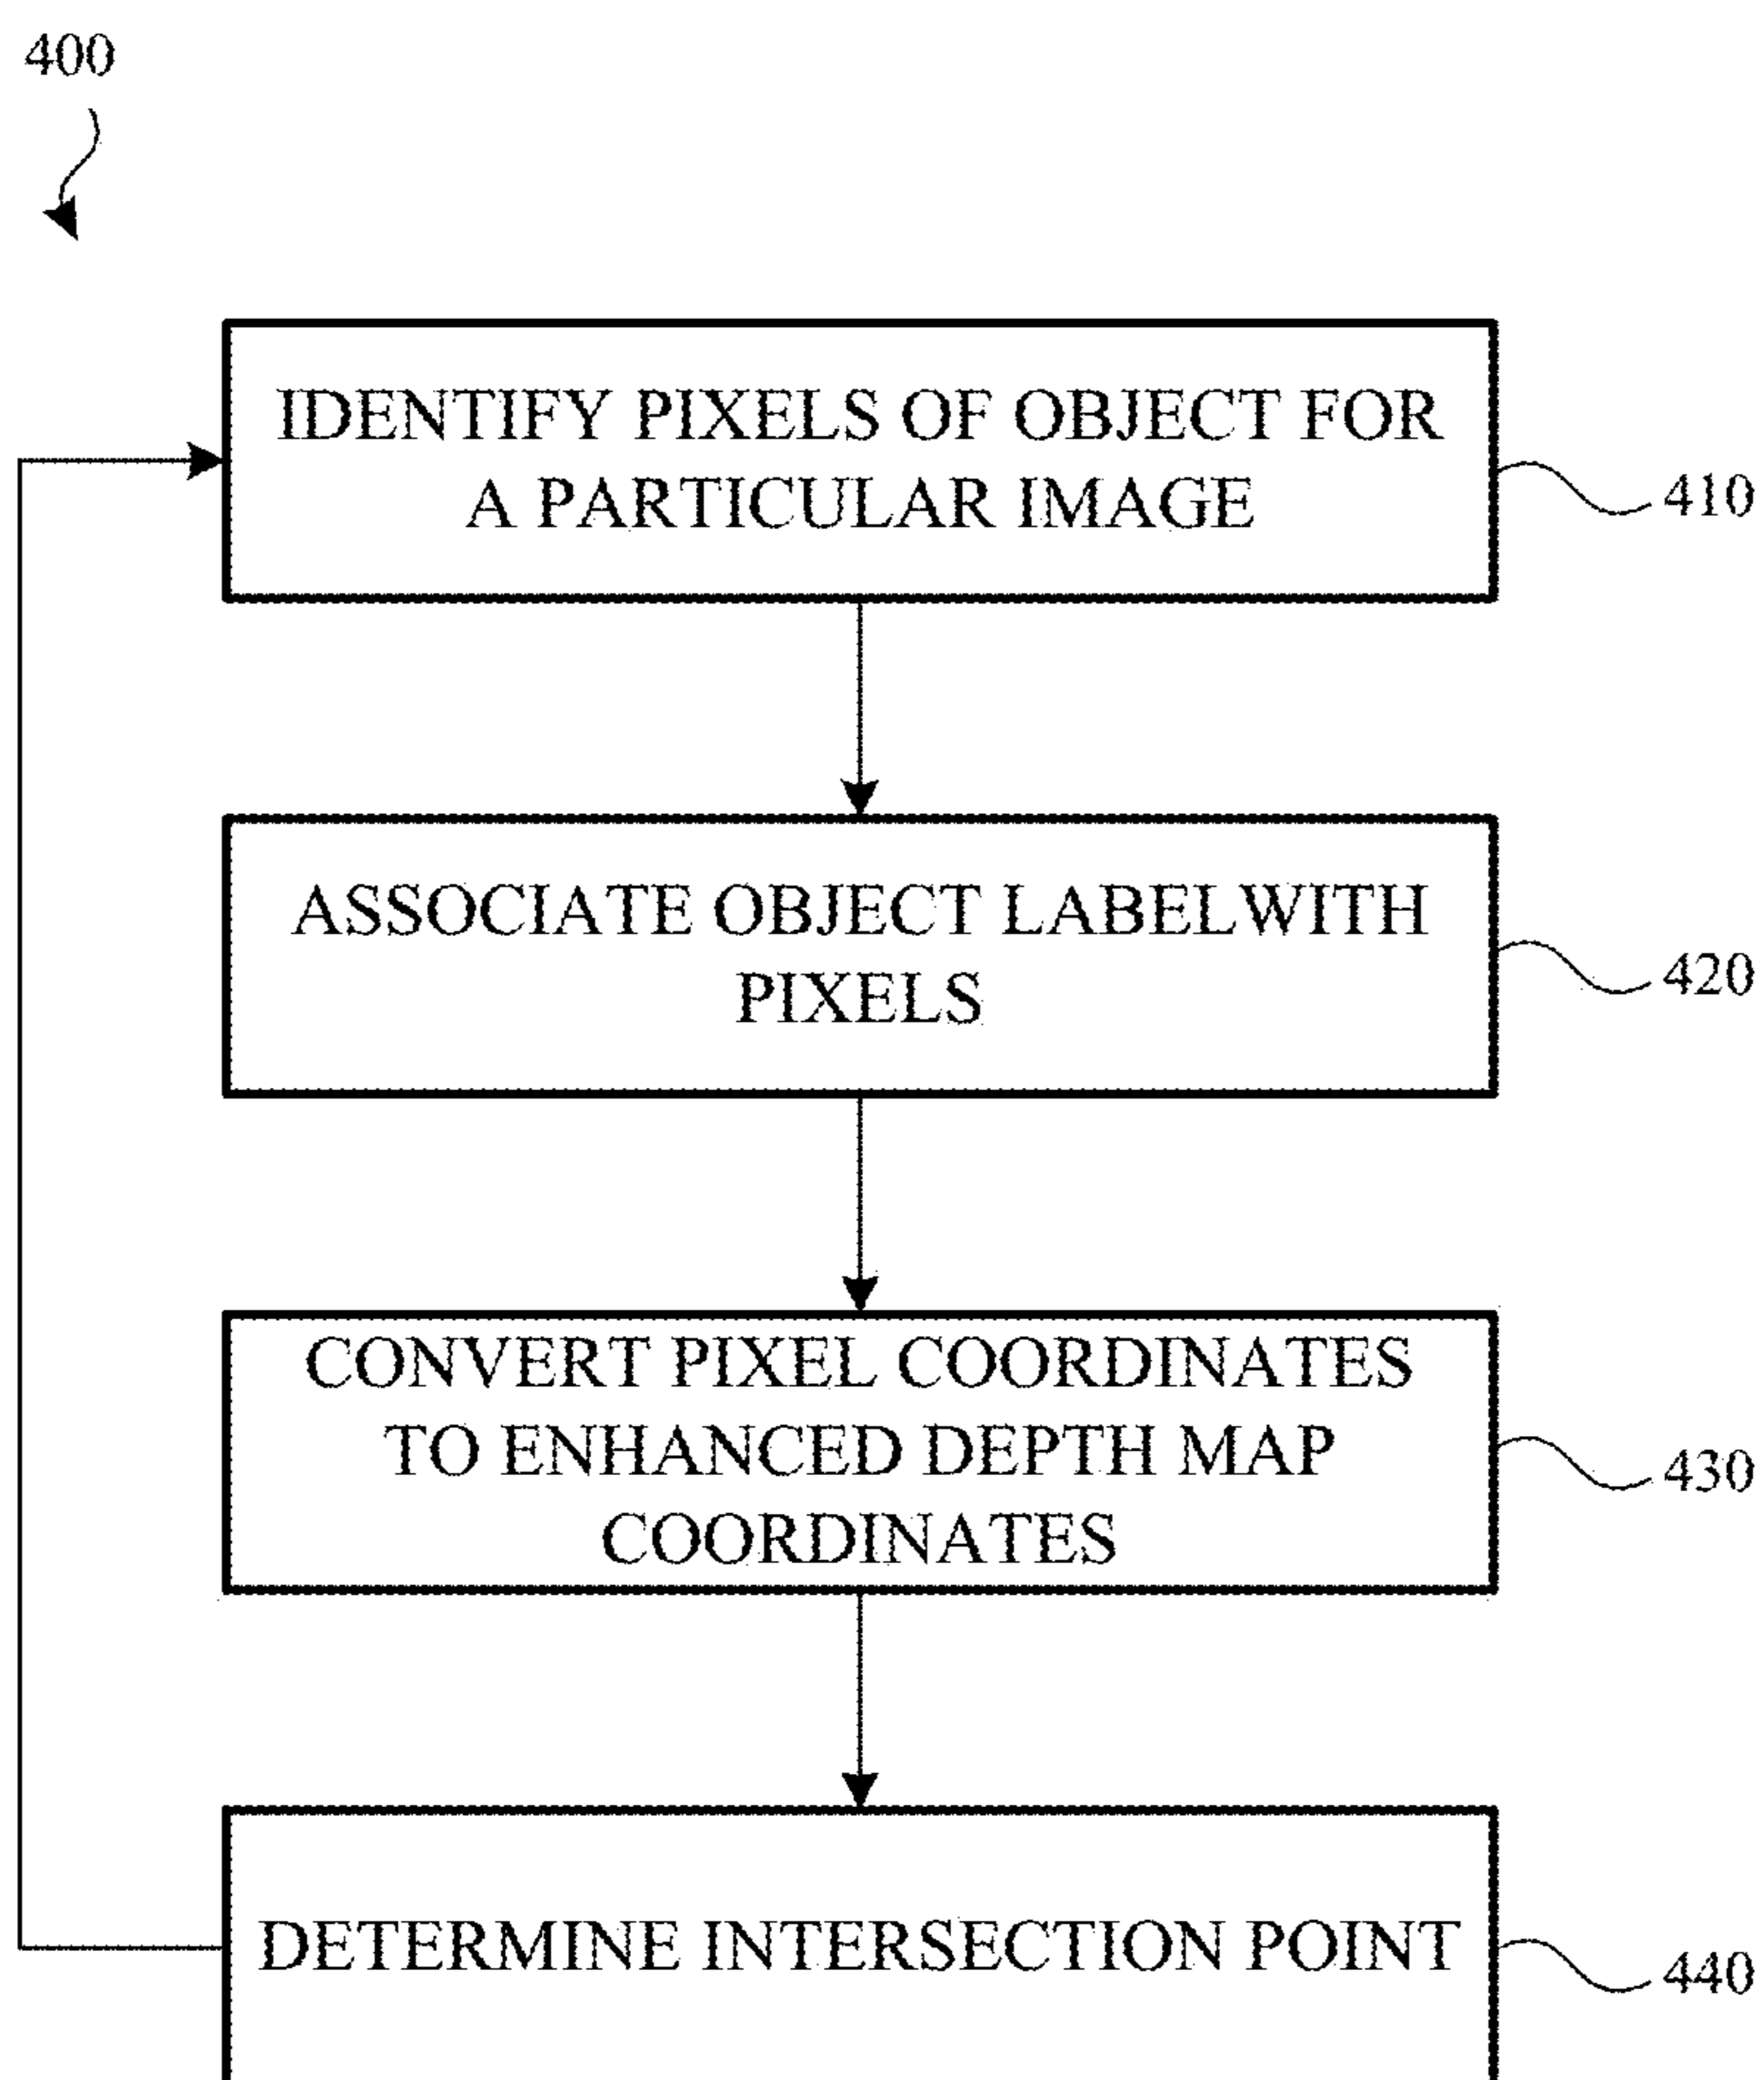 400
IDENTIFY PIXELS OF OBJECT FOR
A PARTICULAR IMAGE
410
ASSOCIATE OBJECT LABELWITH
PIXELS
420
CONVERT PIXEL COORDINATES
TO ENHANCED DEPTH MAP
COORDINATES
430
DETERMINE INTERSECTION POINT
440